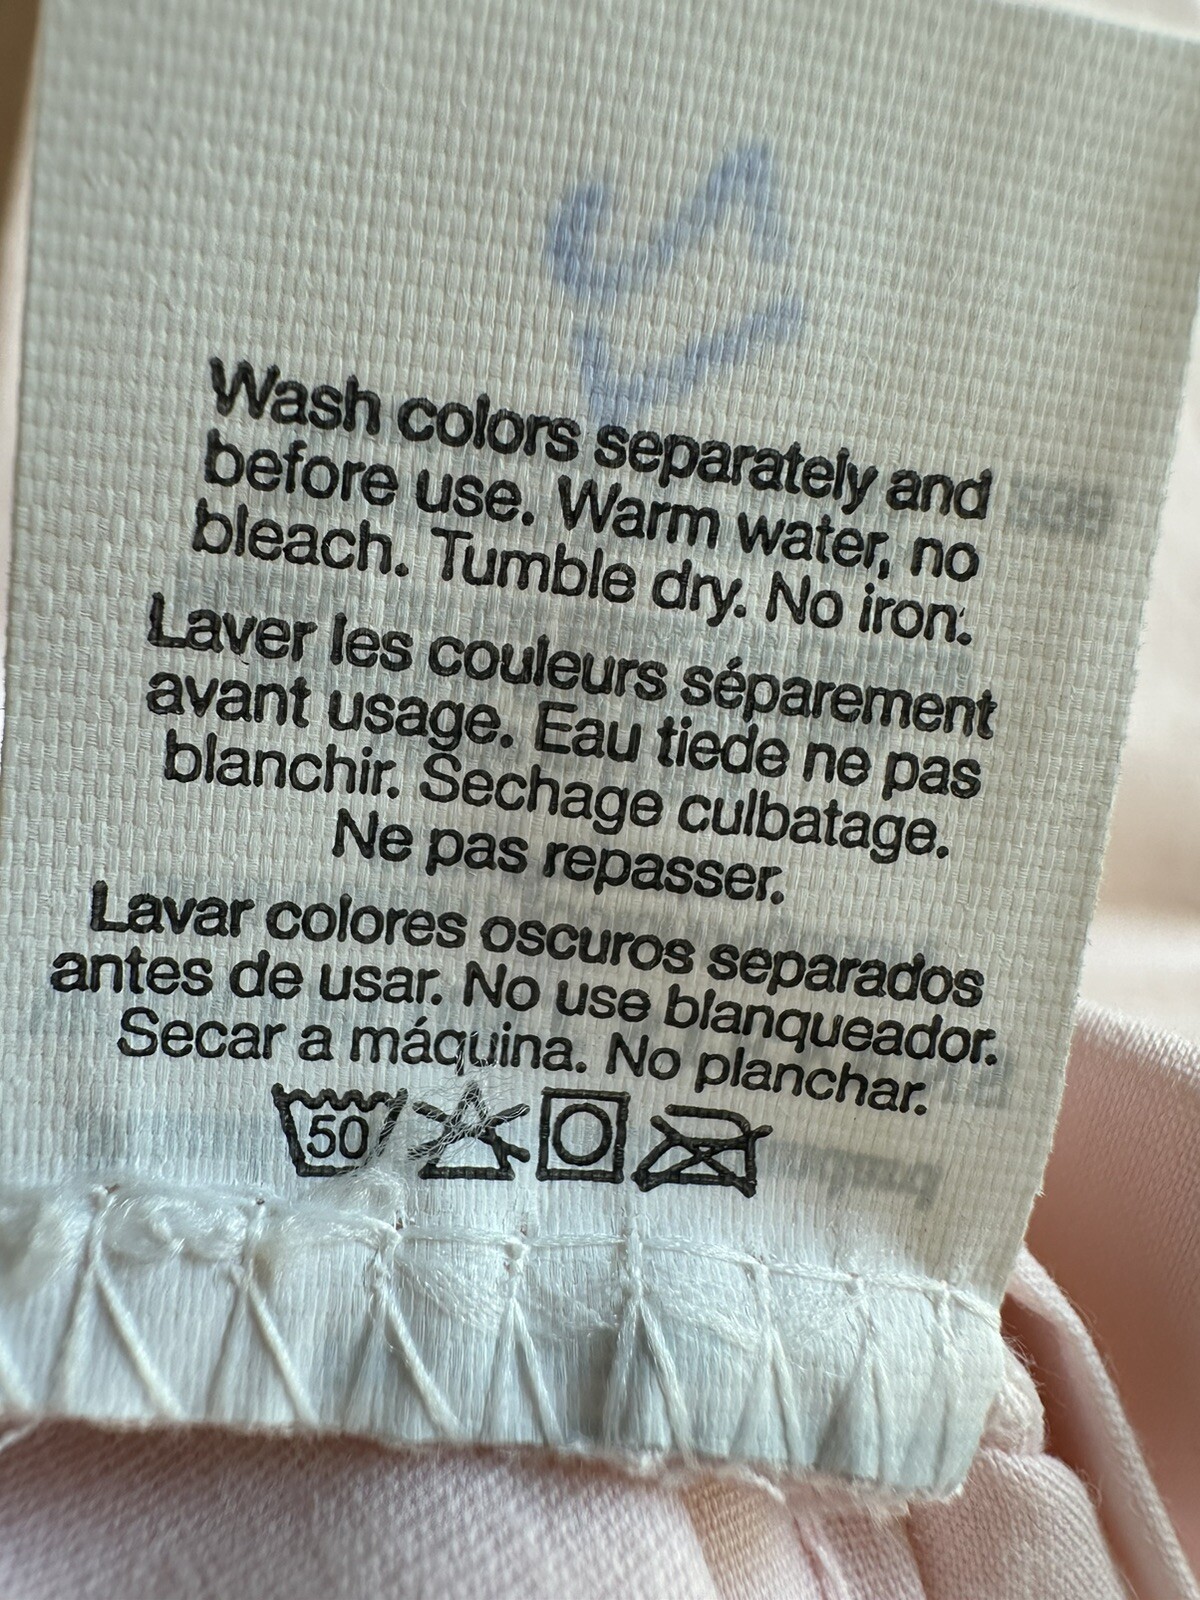 Wash colors separately and
before use. Warm water, no
bleach. Tumble dry. No iron.
Laver les couleurs séparement
avant usage. Eau tiede ne pas
blanchir. Sechage culbatage.
Ne pas repasser.
Lavar colores oscuros separados
antes de usar. No use blanqueador.
Secar a máquina. No planchar.
50